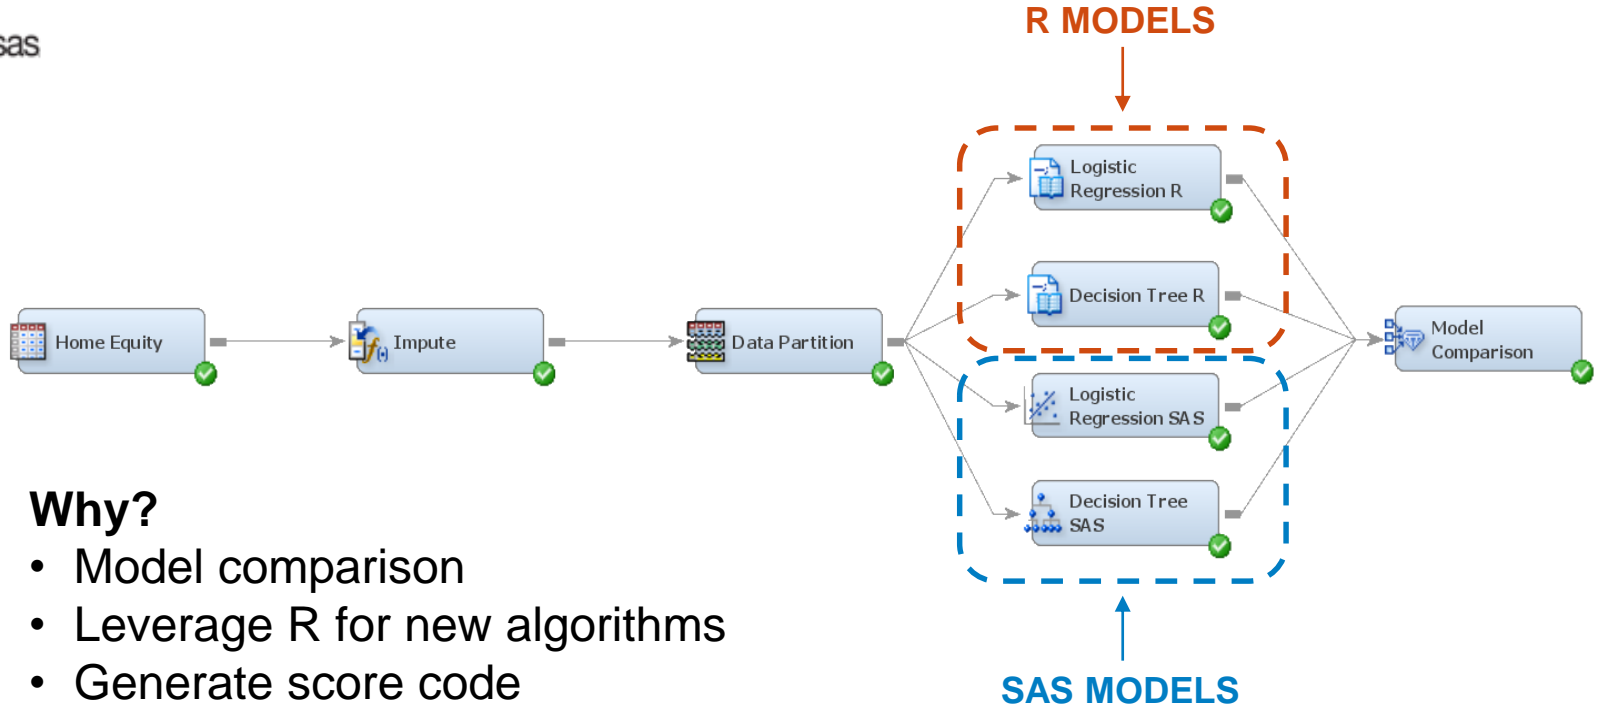 sas
R MODELS
Logistic
Regression R
Decision Tree R
Home Equity
Impute
Data Partition
Model
Comparison
Logistic
Regression SAS
Decision Tree
SAS
Why?
• Model comparison
• Leverage R for new algorithms
• Generate score code
SAS MODELS